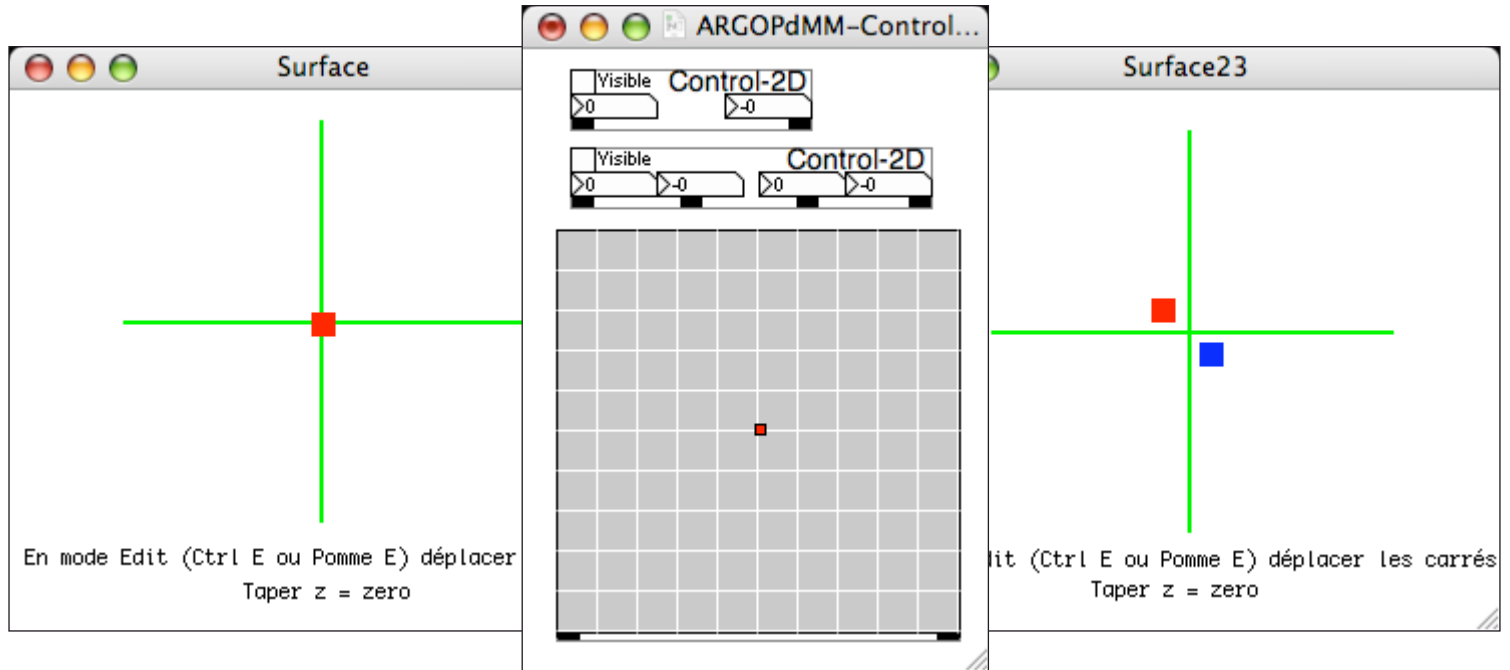 Surface
En mode Edit (Ctrl E ou Pomme E) déplacer
Taper z = zero
ARGOPdMM-Control...
Visible Control-2D
>0 >-0
Visible Control-2D
>0 >-0 >0 >-0
Surface23
dit (Ctrl E ou Pomme E) déplacer les carrés
Taper z = zero